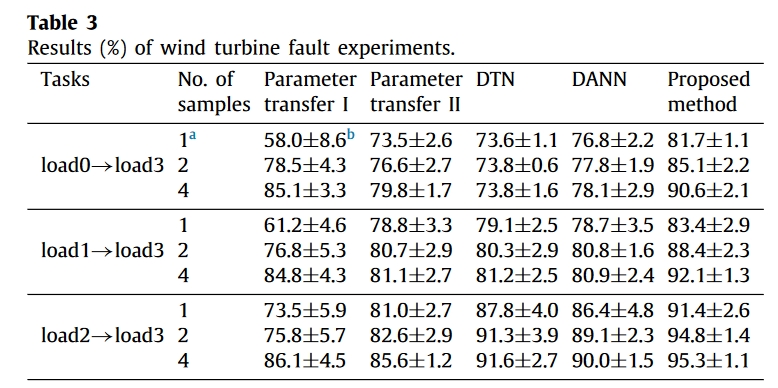 Table 3
Results (%) of wind turbine fault experiments.
Tasks No. of samples Parameter transfer I Parameter transfer II DTN DANN Proposed method
load0→load3 1a 58.0±8.6b 73.5±2.6 73.6±1.1 76.8±2.2 81.7±1.1
2 78.5±4.3 76.6±2.7 73.8±0.6 77.8±1.9 85.1±2.2
4 85.1±3.3 79.8±1.7 73.8±1.6 78.1±2.9 90.6±2.1
load1→load3 1 61.2±4.6 78.8±3.3 79.1±2.5 78.7±3.5 83.4±2.9
2 76.8±5.3 80.7±2.9 80.3±2.9 80.8±1.6 88.4±2.3
4 84.8±4.3 81.1±2.7 81.2±2.5 80.9±2.4 92.1±1.3
load2→load3 1 73.5±5.9 81.0±2.7 87.8±4.0 86.4±4.8 91.4±2.6
2 75.8±5.7 82.6±2.9 91.3±3.9 89.1±2.3 94.8±1.4
4 86.1±4.5 85.6±1.2 91.6±2.7 90.0±1.5 95.3±1.1